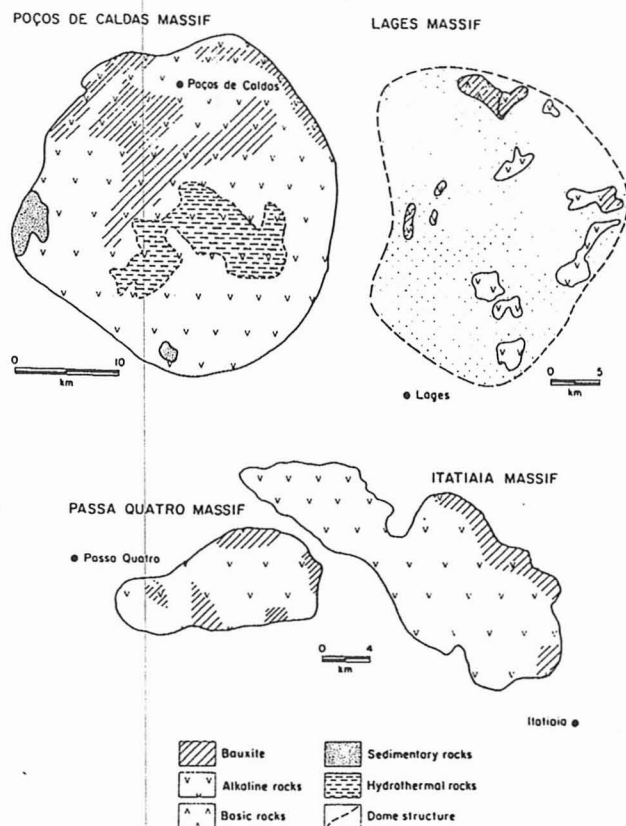 POÇOS DE CALDAS MASSIF
Poços de Caldas
0 10
km
LAGES MASSIF
Lages
0 5
km
PASSA QUATRO MASSIF
Passa Quatro
ITATIAIA MASSIF
0 4
km
Itatiaia
Bauxite
Alkaline rocks
Basic rocks
Sedimentary rocks
Hydrothermal rocks
Dome structure